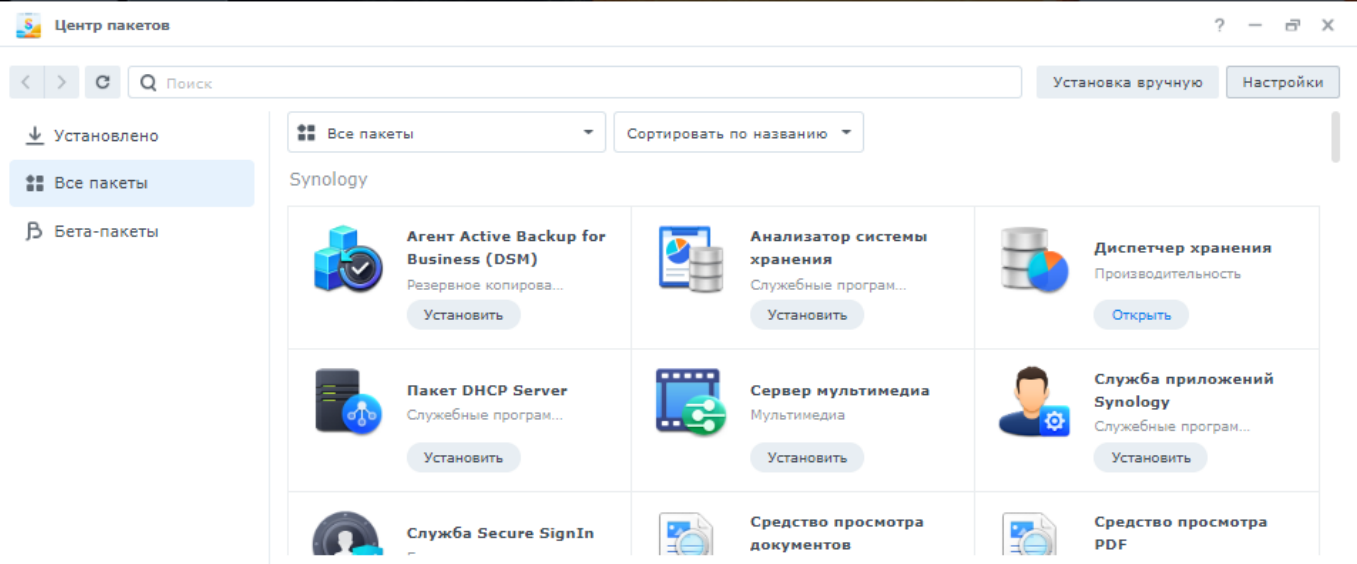 Центр пакетов
Поиск
Установка вручную
Настройки
Установлено
Все пакеты
Бета-пакеты
Все пакеты
Сортировать по названию
Synology
Агент Active Backup for
Business (DSM)
Резервное копирова...
Установить
Анализатор системы
хранения
Служебные програм...
Установить
Диспетчер хранения
Производительность
Открыть
Пакет DHCP Server
Служебные програм...
Установить
Сервер мультимедиа
Мультимедиа
Установить
Служба приложений
Synology
Служебные програм...
Установить
Служба Secure SignIn
Средство просмотра
документов
Средство просмотра
PDF